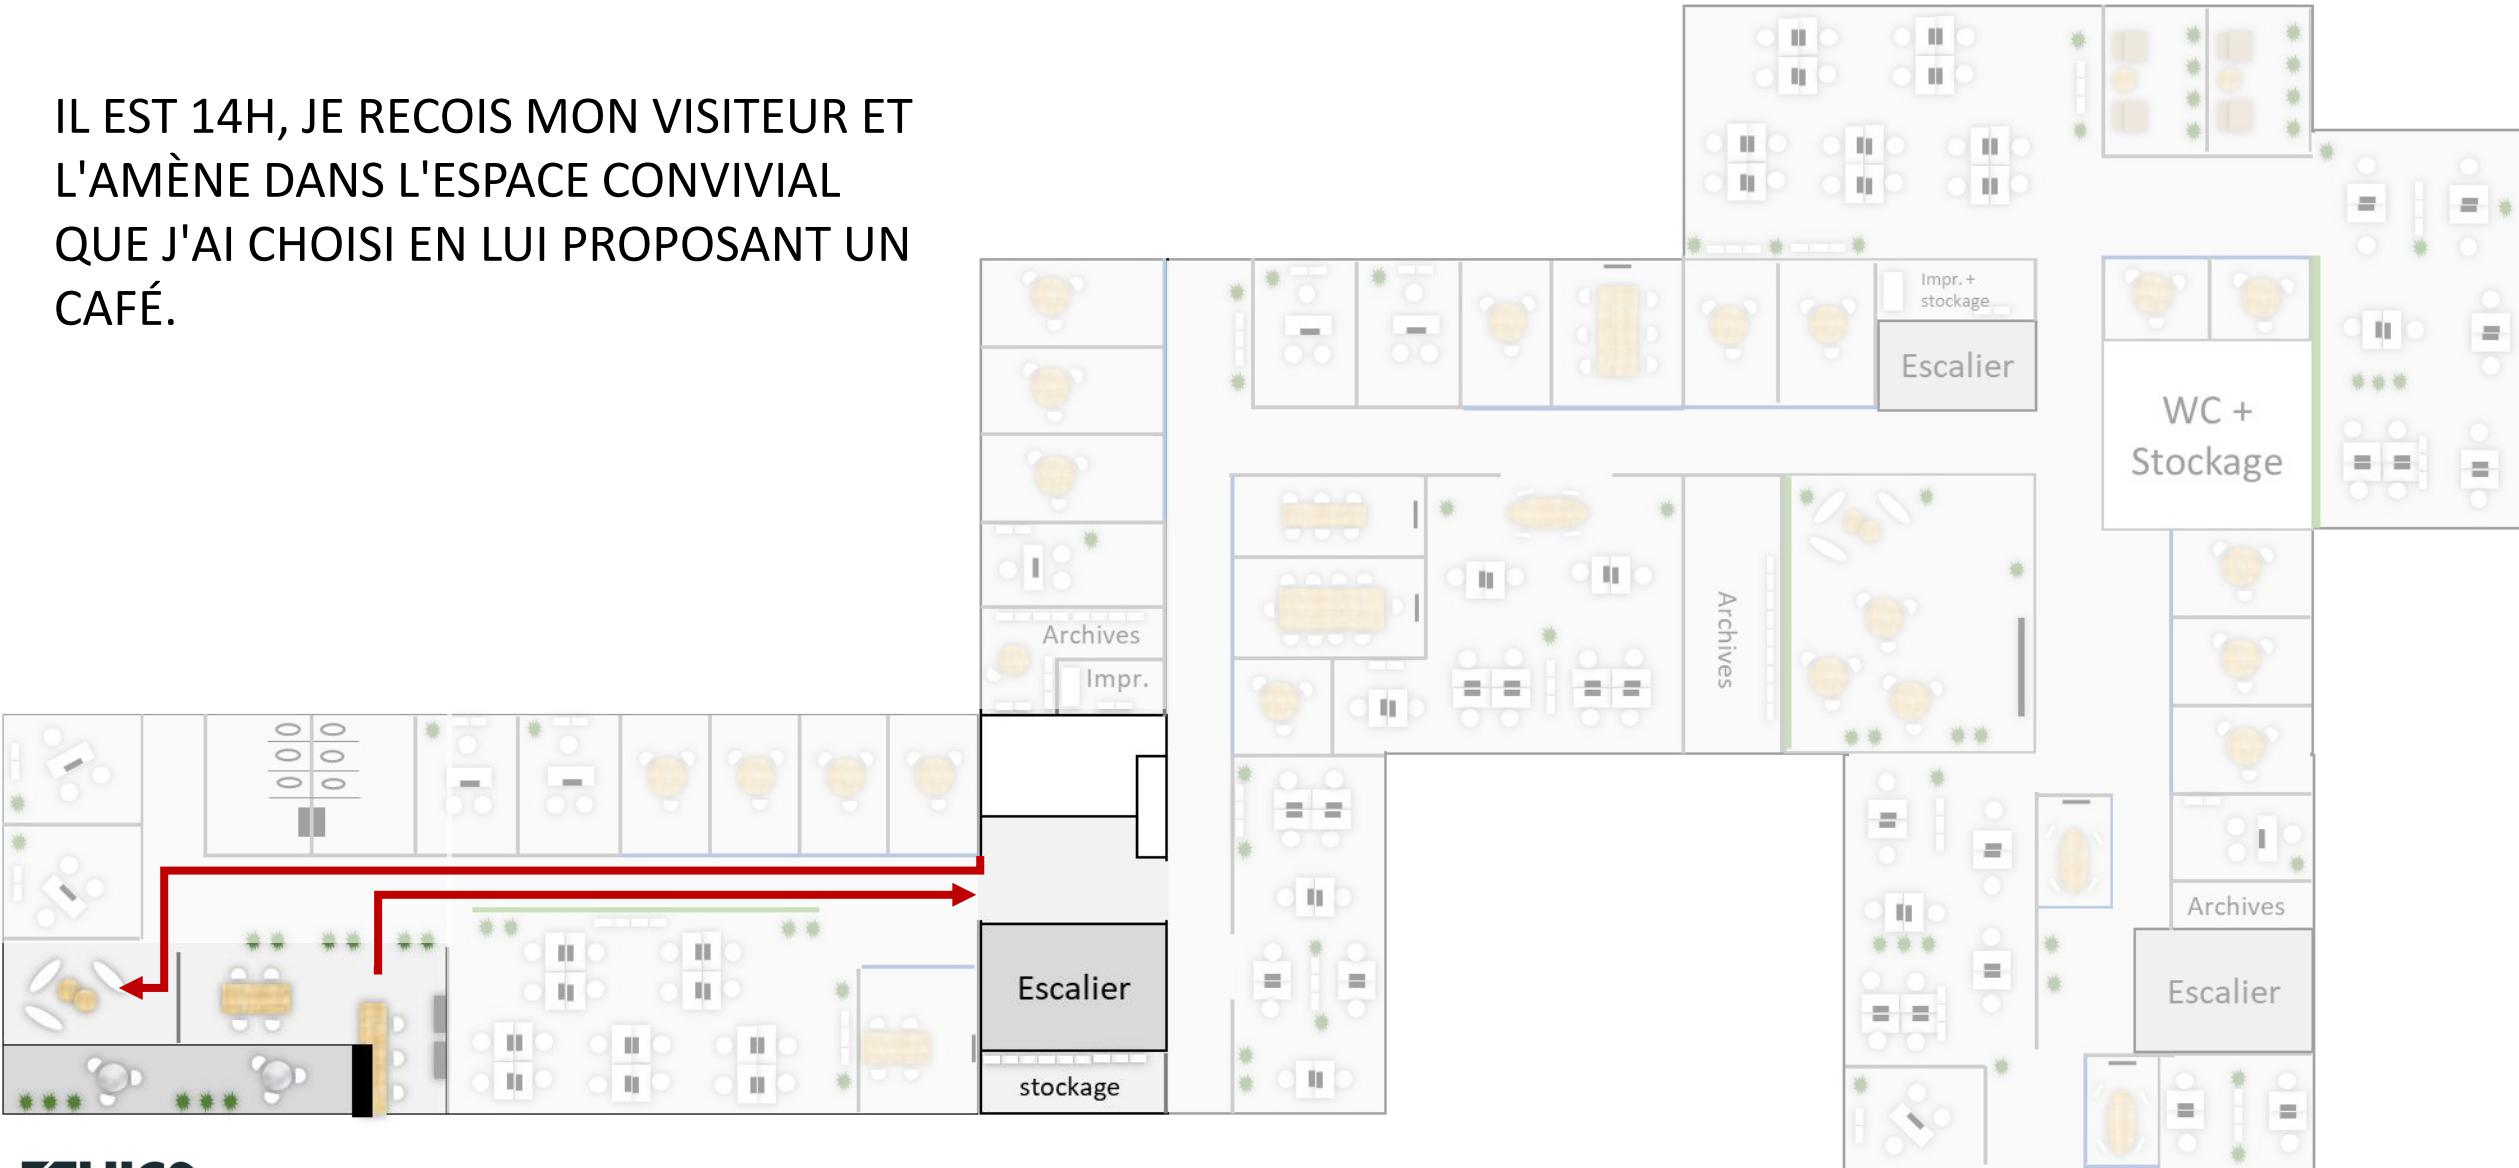 IL EST 14H, JE RECOIS MON VISITEUR ET
L'AMÈNE DANS L'ESPACE CONVIVIAL
QUE J'AI CHOISI EN LUI PROPOSANT UN
CAFÉ.
Impr. +
stockage
Escalier
WC +
Stockage
Archives
Archives
Impr.
Archives
Escalier
Escalier
stockage